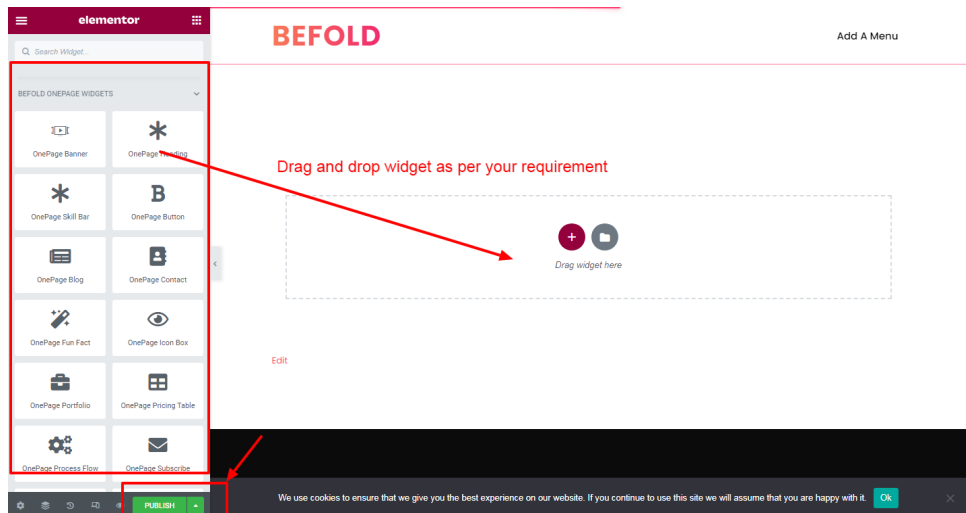 elementor
Search Widget...
BEFOLD ONEPAGE WIDGETS
OnePage Banner
OnePage Heading
OnePage Skill Bar
OnePage Button
OnePage Blog
OnePage Contact
OnePage Fun Fact
OnePage Icon Box
OnePage Portfolio
OnePage Pricing Table
OnePage Process Flow
OnePage Subscribe
PUBLISH
BEFOLD
Add A Menu
Drag and drop widget as per your requirement
Drag widget here
Edit
We use cookies to ensure that we give you the best experience on our website. If you continue to use this site we will assume that you are happy with it.
Ok